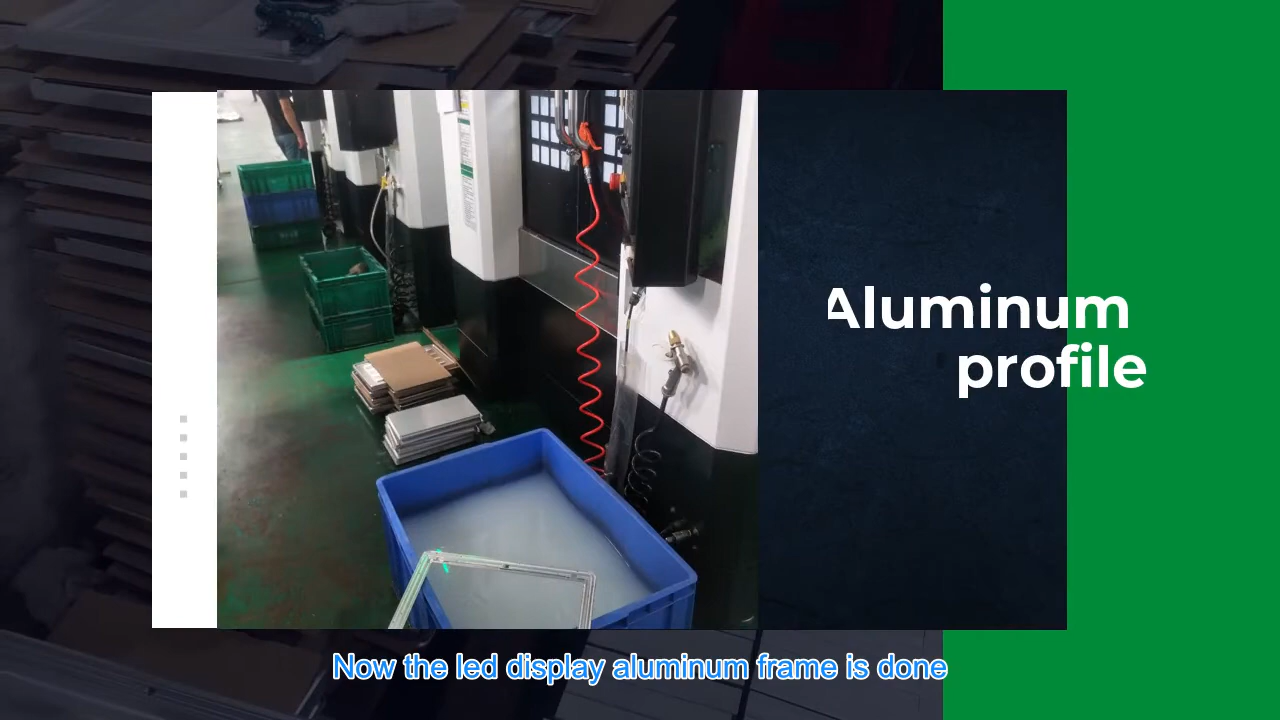 Aluminum
profile
Now the led display aluminum frame is done